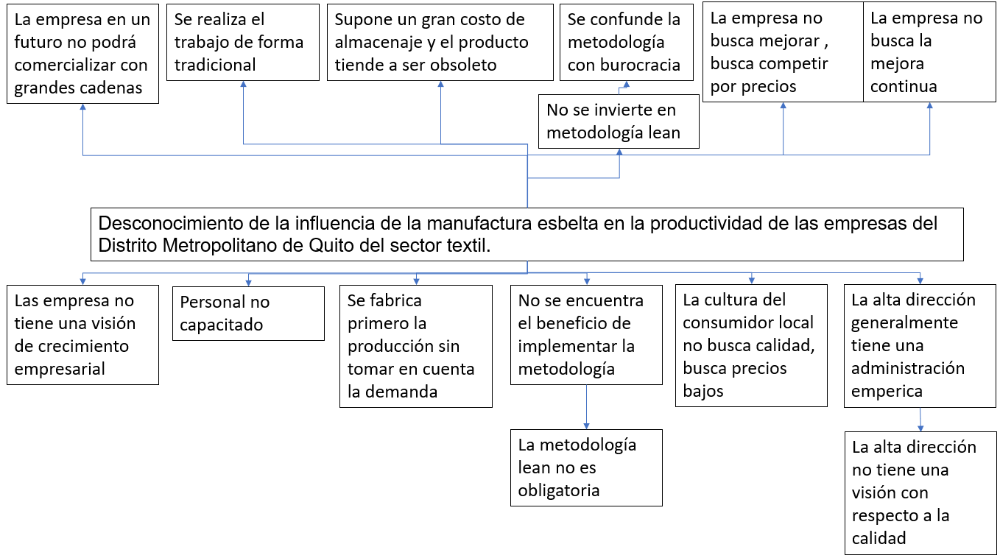 La empresa en un
futuro no podrá
comercializar con
grandes cadenas
Se realiza el
trabajo de forma
tradicional
Supone un gran costo de
almacenaje y el producto
tiende a ser obsoleto
Se confunde la
metodología
con burocracia
La empresa no
busca mejorar ,
busca competir
por precios
La empresa no
busca la
mejora
continua
No se invierte en
metodología lean
Desconocimiento de la influencia de la manufactura esbelta en la productividad de las empresas del
Distrito Metropolitano de Quito del sector textil.
Las empresa no
tiene una visión
de crecimiento
empresarial
Personal no
capacitado
Se fabrica
primero la
producción sin
tomar en cuenta
la demanda
No se encuentra
el beneficio de
implementar la
metodología
La cultura del
consumidor local
no busca calidad,
busca precios
bajos
La alta dirección
generalmente
tiene una
administración
emperica
La metodología
lean no es
obligatoria
La alta dirección
no tiene una
visión con
respecto a la
calidad